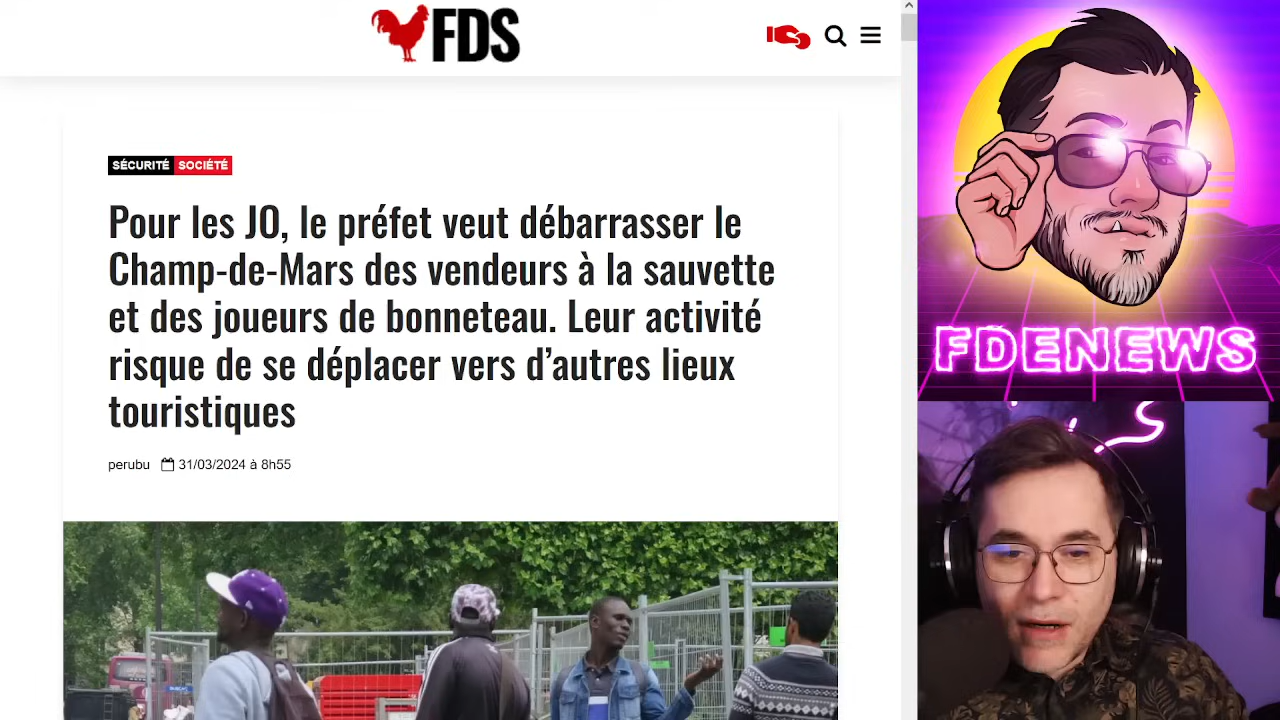 FDS
SÉCURITÉ SOCIÉTÉ
Pour les JO, le préfet veut débarrasser le
Champ-de-Mars des vendeurs à la sauvette
et des joueurs de bonneteau. Leur activité
risque de se déplacer vers d’autres lieux
touristiques
perubu 31/03/2024 à 8h55
FDENEWS